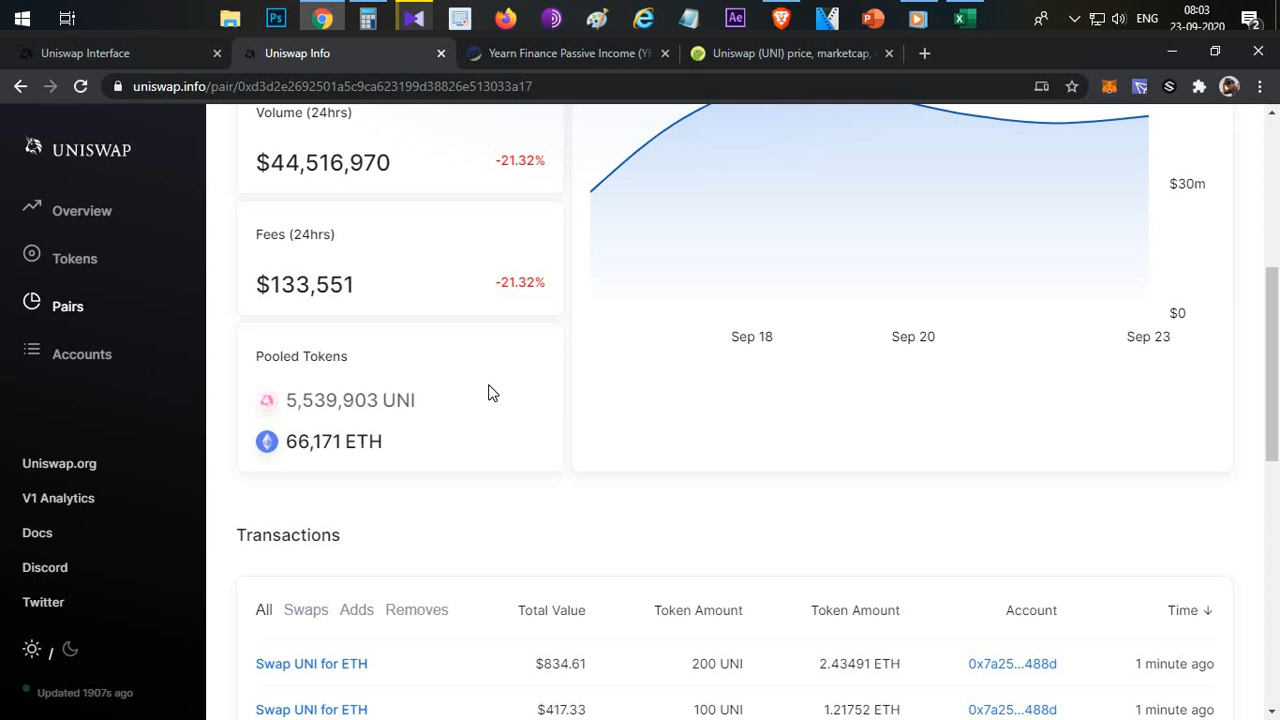 08:03
ENG
23-09-2020
Uniswap Interface
Uniswap Info
Yearn Finance Passive Income (YF
Uniswap (UNI) price, marketcap,
uniswap.info/pair/0xd3d2e2692501a5c9ca623199d38826e513033a17
UNISWAP
Overview
Tokens
Pairs
Accounts
Uniswap.org
V1 Analytics
Docs
Discord
Twitter
/
Updated 1907s ago
Volume (24hrs)
$44,516,970 -21.32%
Fees (24hrs)
$133,551 -21.32%
Pooled Tokens
5,539,903 UNI
66,171 ETH
$30m
$0
Sep 18 Sep 20 Sep 23
Transactions
All Swaps Adds Removes Total Value Token Amount Token Amount Account Time ↓
Swap UNI for ETH $834.61 200 UNI 2.43491 ETH 0x7a25...488d 1 minute ago
Swap UNI for ETH $417.33 100 UNI 1.21752 ETH 0x7a25...488d 1 minute ago